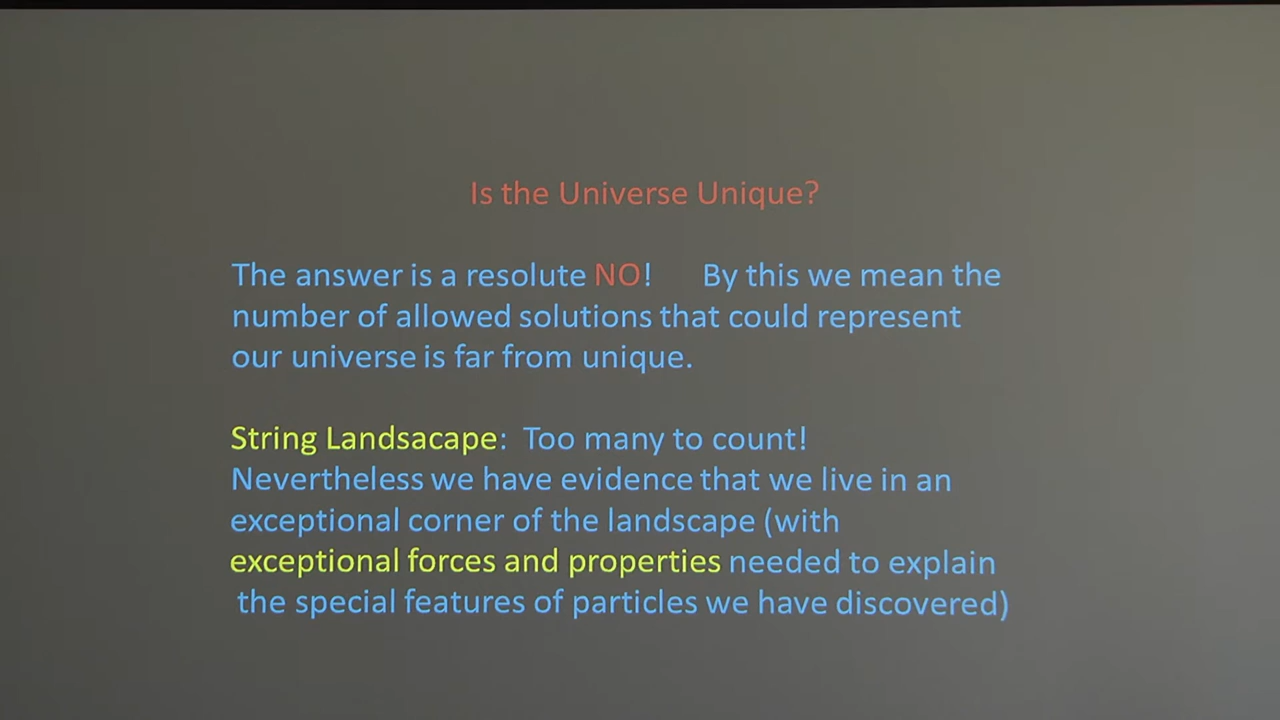 Is the Universe Unique?
The answer is a resolute NO! By this we mean the
number of allowed solutions that could represent
our universe is far from unique.
String Landsacape: Too many to count!
Nevertheless we have evidence that we live in an
exceptional corner of the landscape (with
exceptional forces and properties needed to explain
the special features of particles we have discovered)